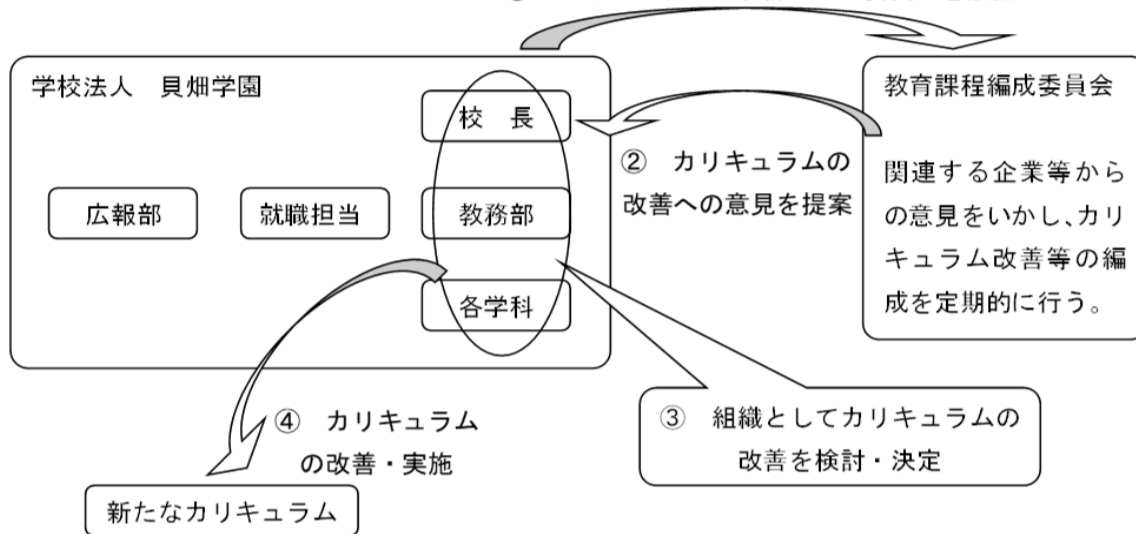 学校法人　貝畑学園
校　長
広報部
就職担当
教務部
各学科
教育課程編成委員会
関連する企業等から
の意見をいかし、カリ
キュラム改善等の編
成を定期的に行う。
②　カリキュラムの
改善への意見を提案
③　組織としてカリキュラムの
改善を検討・決定
④　カリキュラム
の改善・実施
新たなカリキュラム